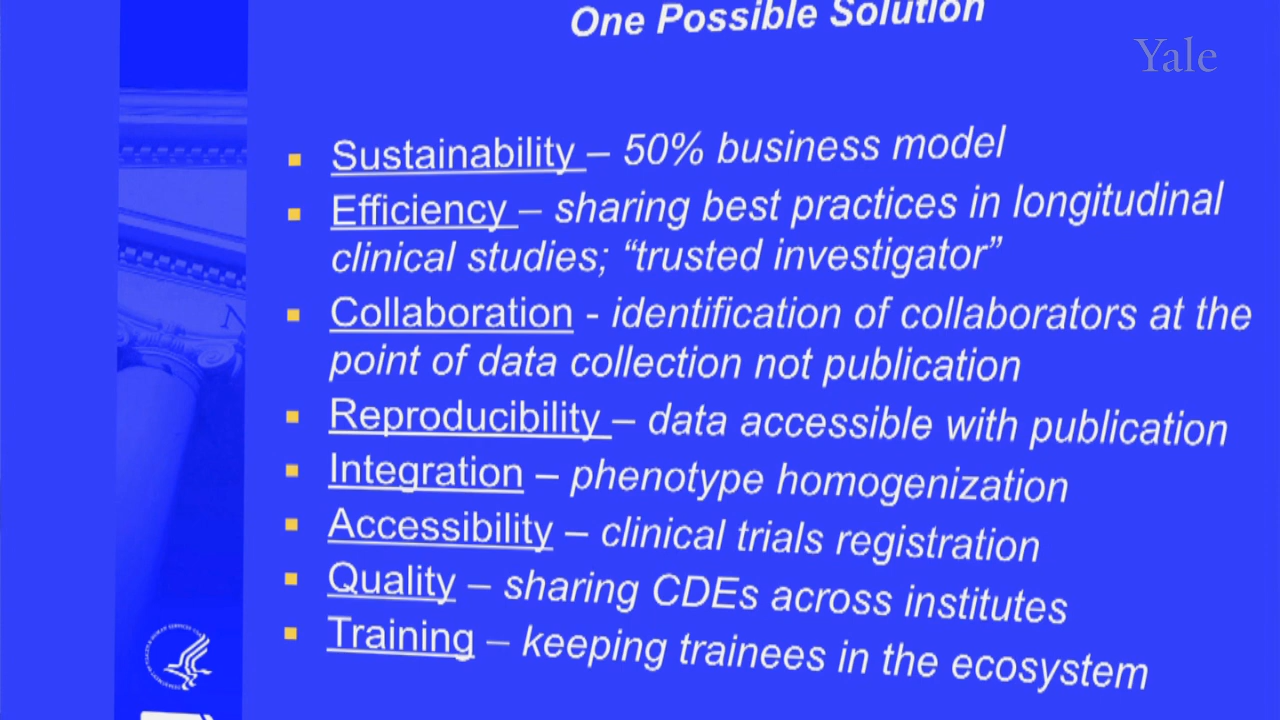 One Possible Solution
Yale
Sustainability – 50% business model
Efficiency – sharing best practices in longitudinal
clinical studies; “trusted investigator”
Collaboration - identification of collaborators at the
point of data collection not publication
Reproducibility – data accessible with publication
Integration – phenotype homogenization
Accessibility – clinical trials registration
Quality – sharing CDEs across institutes
Training – keeping trainees in the ecosystem